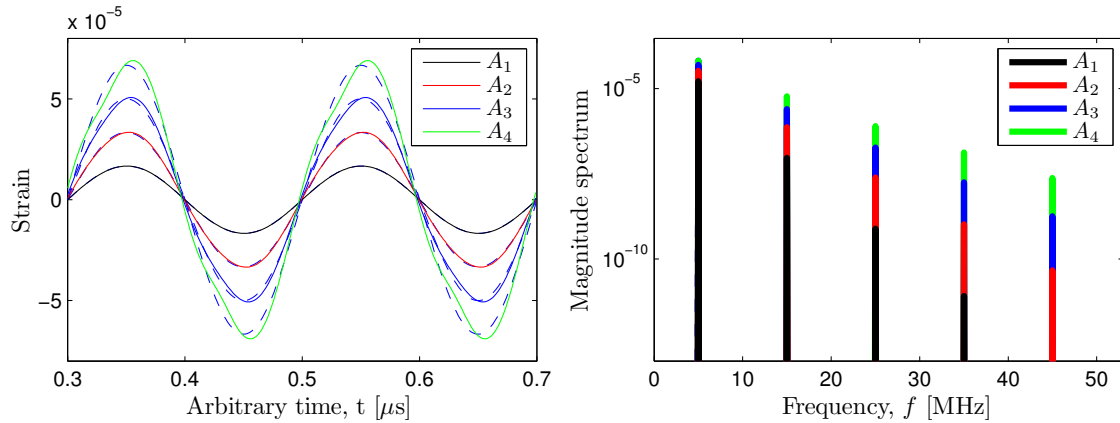 x 10⁻⁵
5
0
−5
0.3
0.4
0.5
0.6
0.7
Strain
Arbitrary time, t [μs]
A₁
A₂
A₃
A₄
10⁻⁵
10⁻¹⁰
0
10
20
30
40
50
Magnitude spectrum
Frequency, f [MHz]
A₁
A₂
A₃
A₄